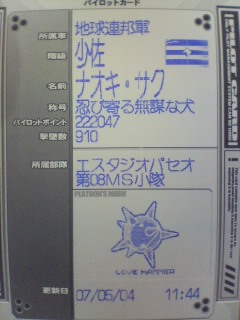 パイロットカード
所属軍
地球連邦軍
階級
少佐
名前
ナオキ・サク
称号
忍び寄る無謀な犬
パイロットポイント
222047
撃墜数
910
所属部隊
エスタジオパセオ
第08MS小隊
PLATOON'S MARK
LOVE HAMMER
更新日
07/05/04 11:44
PILOT CARD